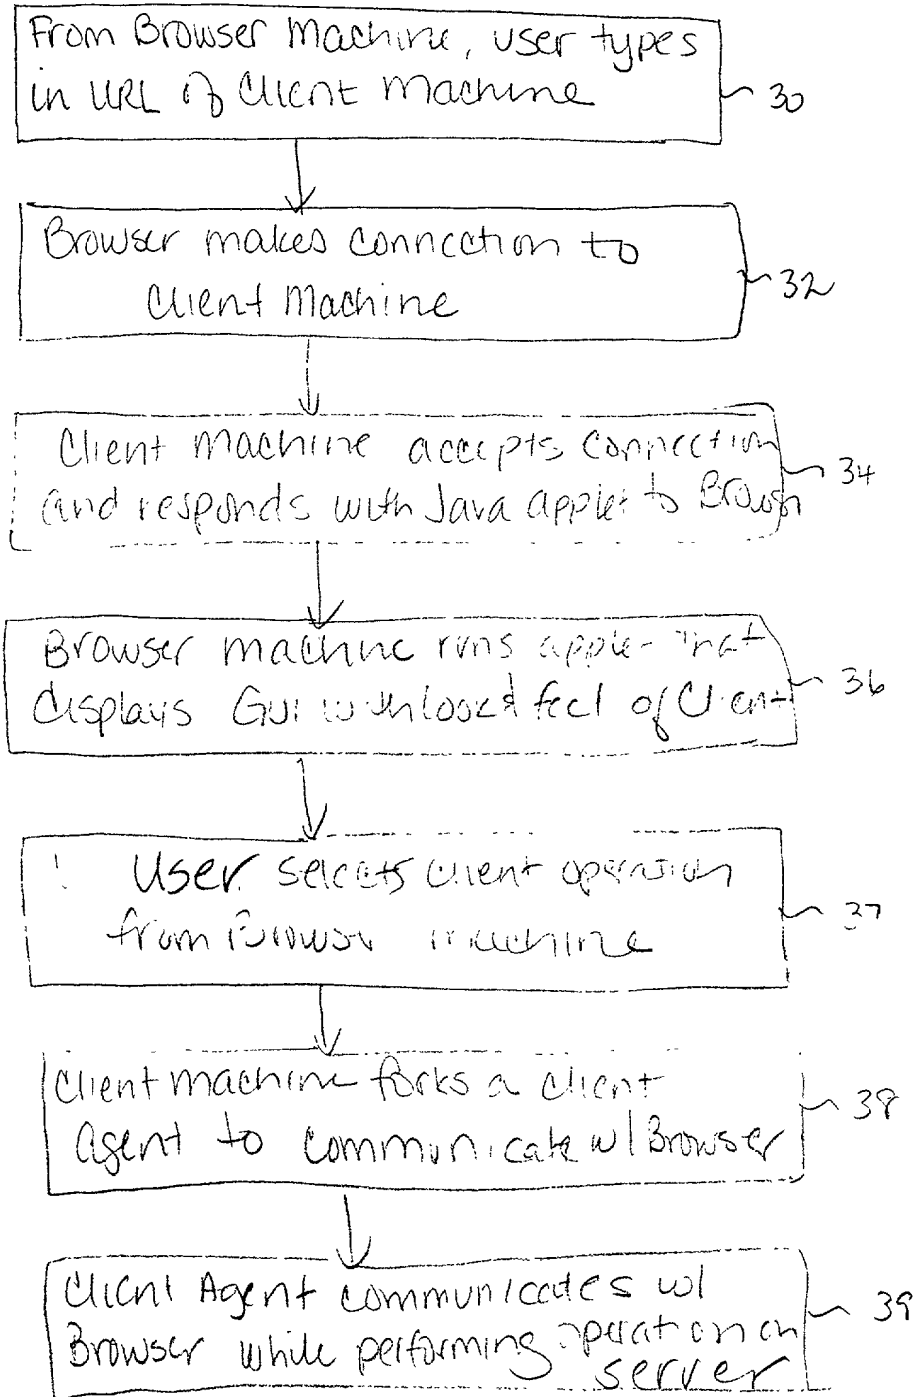 From Browser Machine, user types
in URL of Client Machine
30
Browser makes connection to
Client Machine
32
Client Machine accepts connection
and responds with Java applet to Brows
34
Browser machine runs applet that
displays GUI with look & feel of Client
36
User selects client operation
from Browser machine
37
Client machine forks a client
Agent to communicate w/ Browser
38
Client Agent communicates w/
Browser while performing operation on
server
39